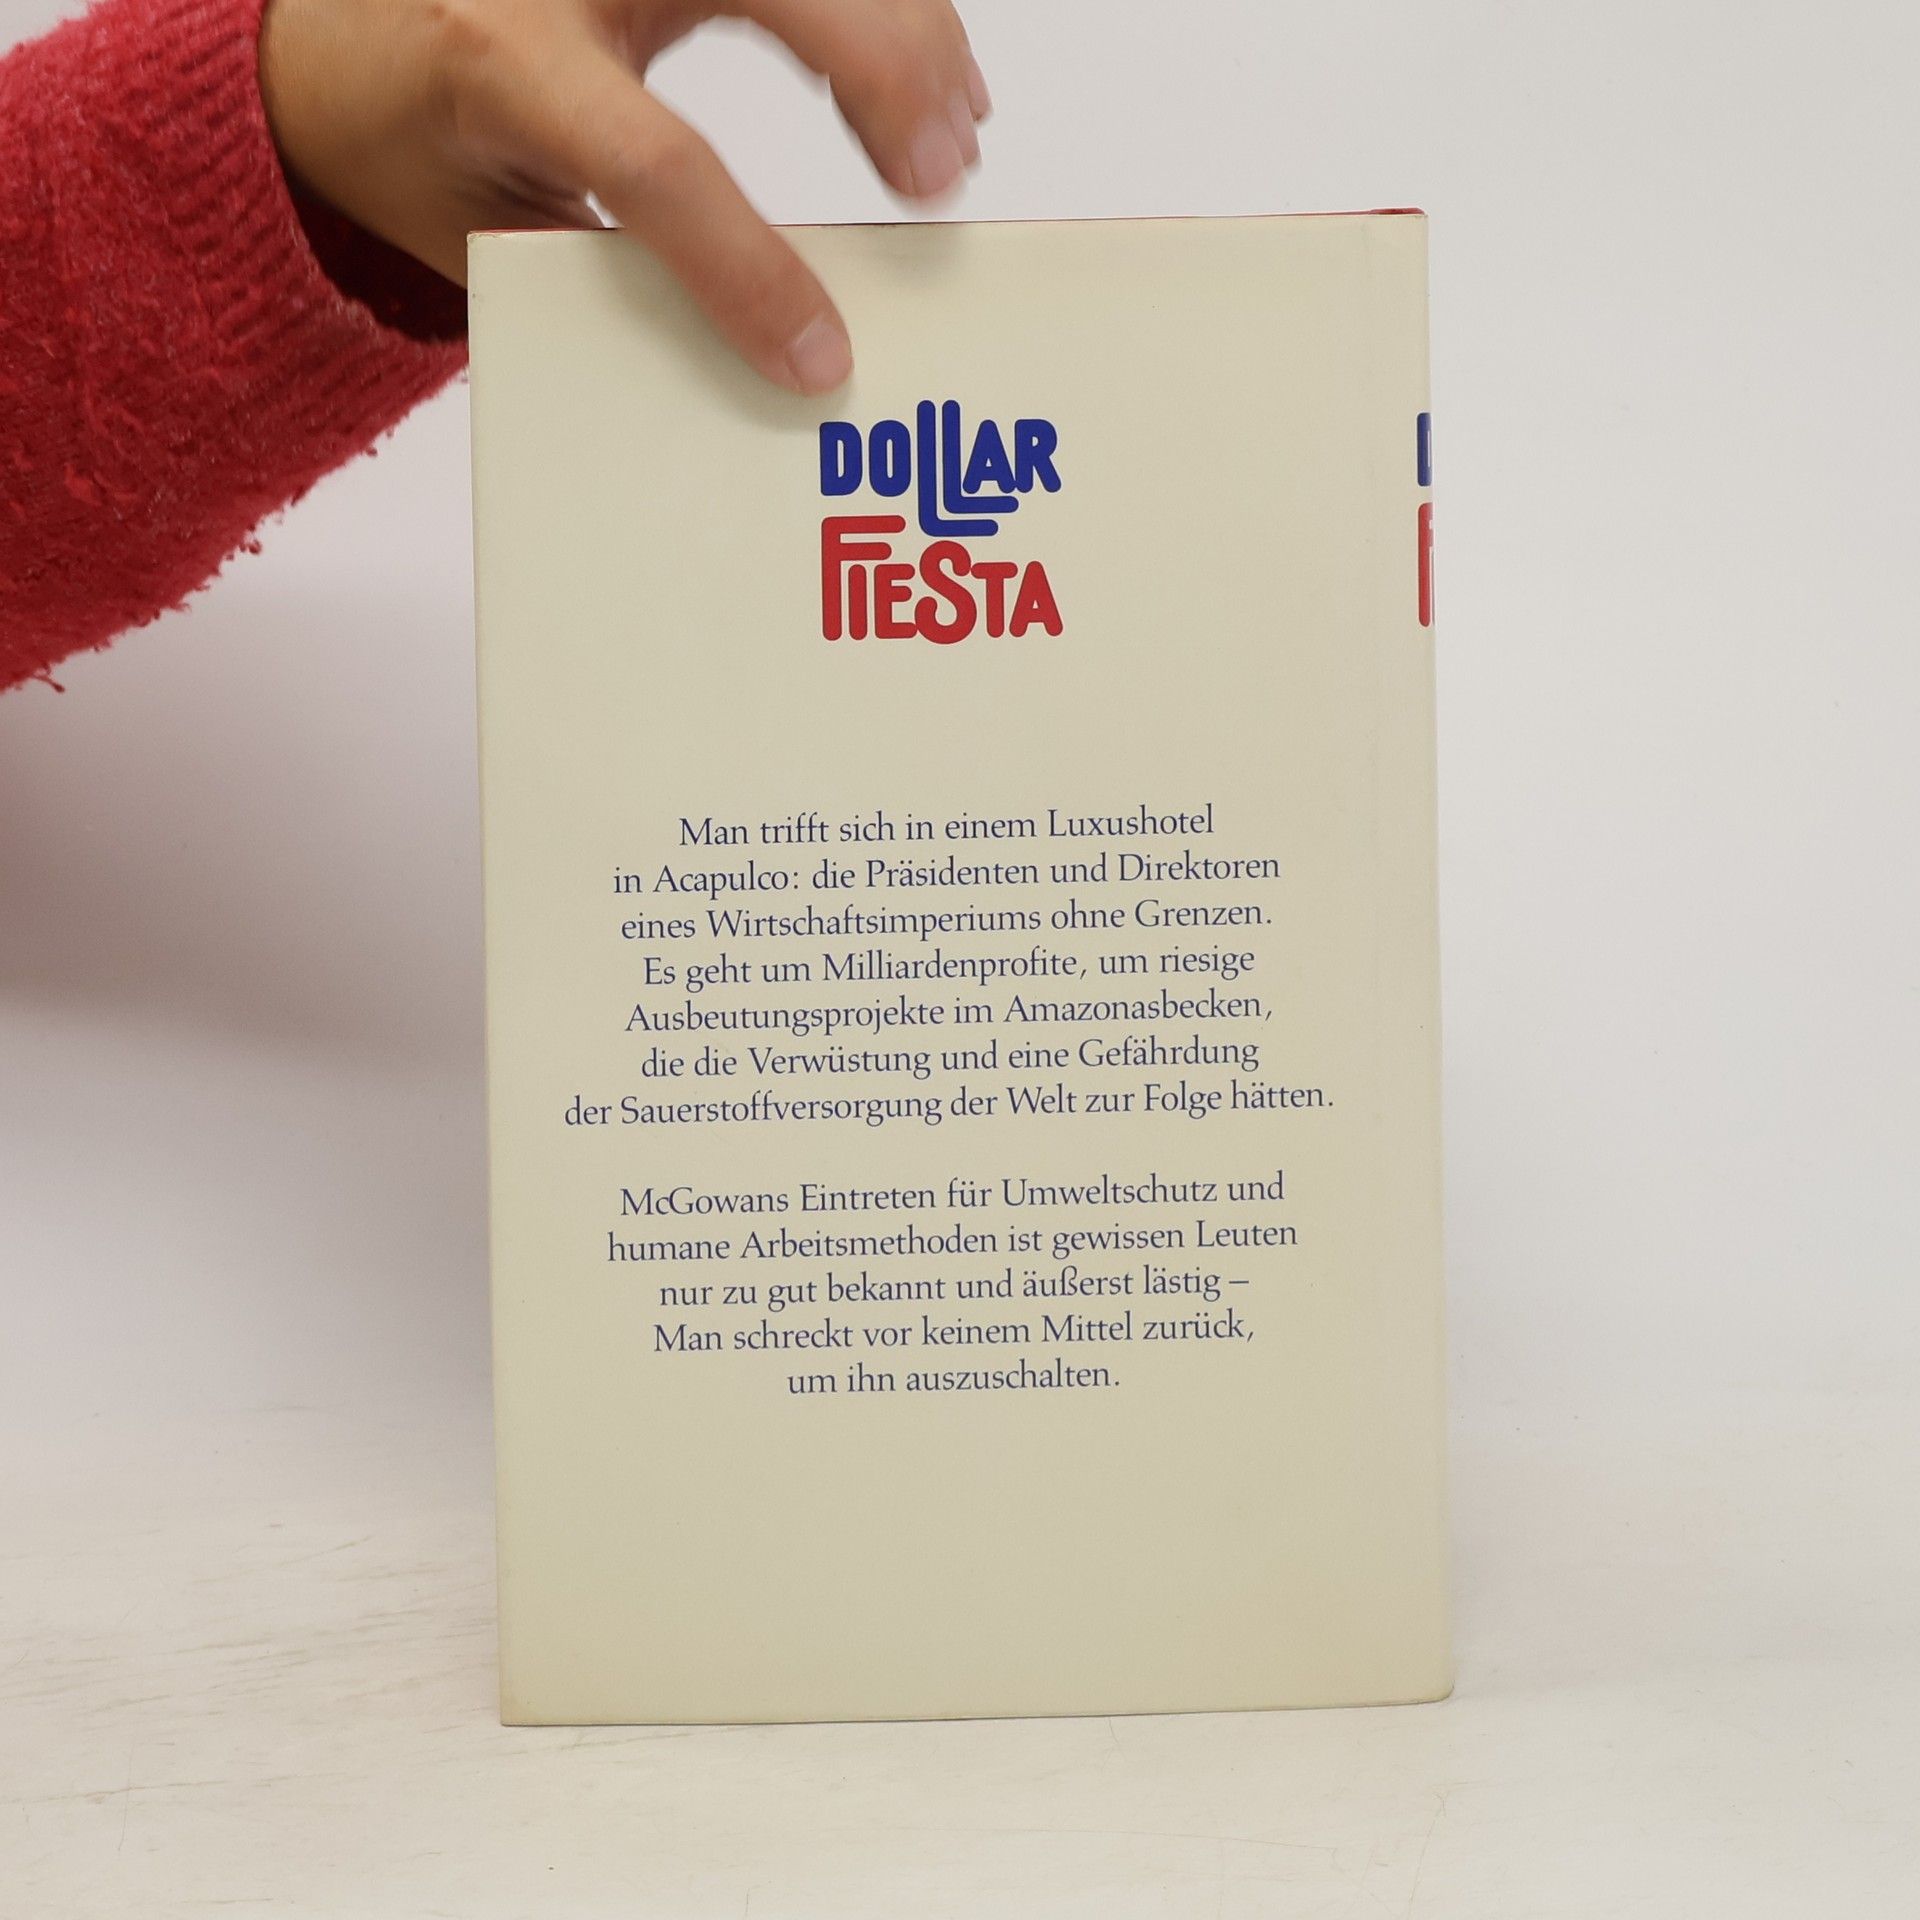 DOLLAR
FIESTA
Man trifft sich in einem Luxushotel
in Acapulco: die Präsidenten und Direktoren
eines Wirtschaftsimperiums ohne Grenzen.
Es geht um Milliardenprofite, um riesige
Ausbeutungsprojekte im Amazonasbecken,
die die Verwüstung und eine Gefährdung
der Sauerstoffversorgung der Welt zur Folge hätten.
McGowans Eintreten für Umweltschutz und
humane Arbeitsmethoden ist gewissen Leuten
nur zu gut bekannt und äußerst lästig –
Man schreckt vor keinem Mittel zurück,
um ihn auszuschalten.